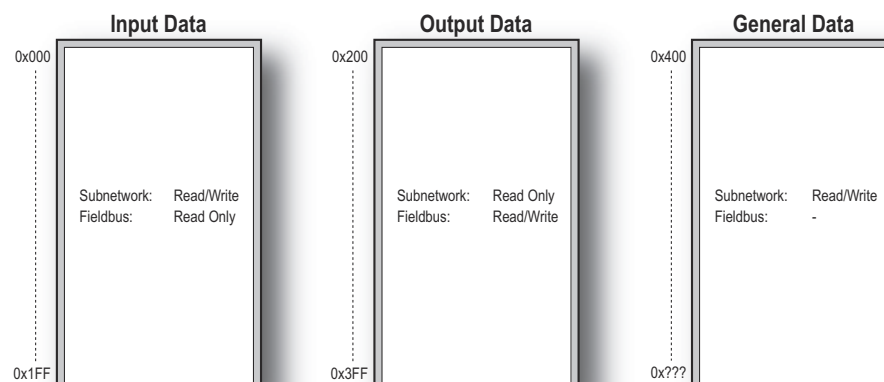 Input Data
0x000
Subnetwork: Read/Write
Fieldbus: Read Only
0x1FF
Output Data
0x200
Subnetwork: Read Only
Fieldbus: Read/Write
0x3FF
General Data
0x400
Subnetwork: Read/Write
Fieldbus: -
0x???